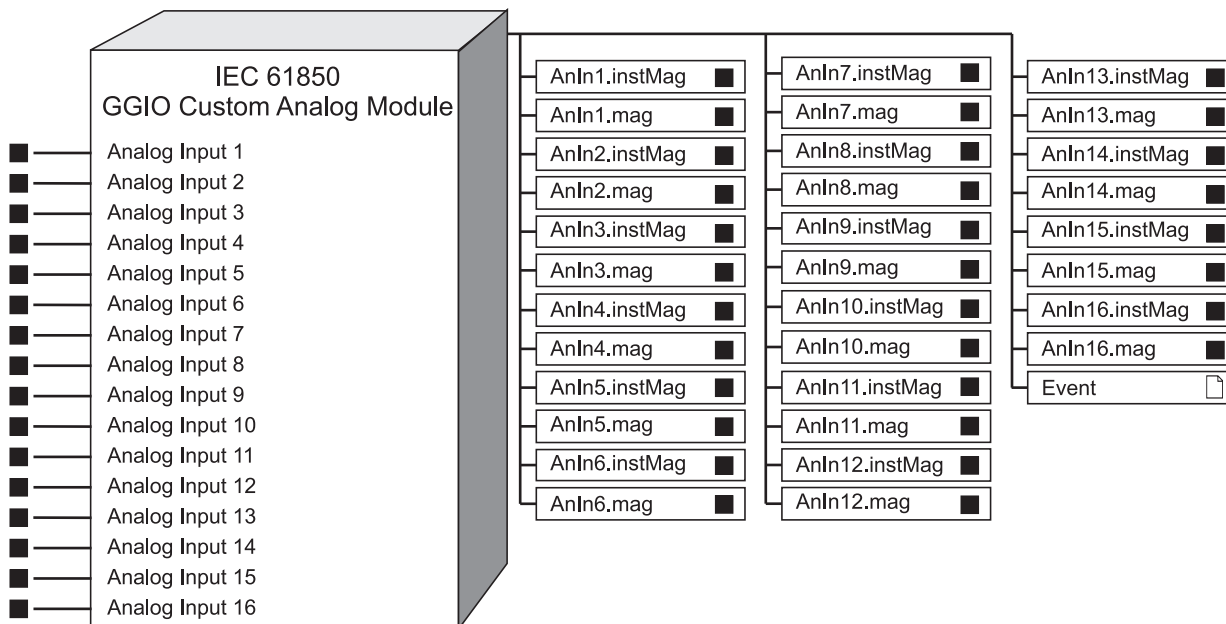 IEC 61850
GGIO Custom Analog Module
Analog Input 1
Analog Input 2
Analog Input 3
Analog Input 4
Analog Input 5
Analog Input 6
Analog Input 7
Analog Input 8
Analog Input 9
Analog Input 10
Analog Input 11
Analog Input 12
Analog Input 13
Analog Input 14
Analog Input 15
Analog Input 16
AnIn1.instMag
AnIn1.mag
AnIn2.instMag
AnIn2.mag
AnIn3.instMag
AnIn3.mag
AnIn4.instMag
AnIn4.mag
AnIn5.instMag
AnIn5.mag
AnIn6.instMag
AnIn6.mag
AnIn7.instMag
AnIn7.mag
AnIn8.instMag
AnIn8.mag
AnIn9.instMag
AnIn9.mag
AnIn10.instMag
AnIn10.mag
AnIn11.instMag
AnIn11.mag
AnIn12.instMag
AnIn12.mag
AnIn13.instMag
AnIn13.mag
AnIn14.instMag
AnIn14.mag
AnIn15.instMag
AnIn15.mag
AnIn16.instMag
AnIn16.mag
Event